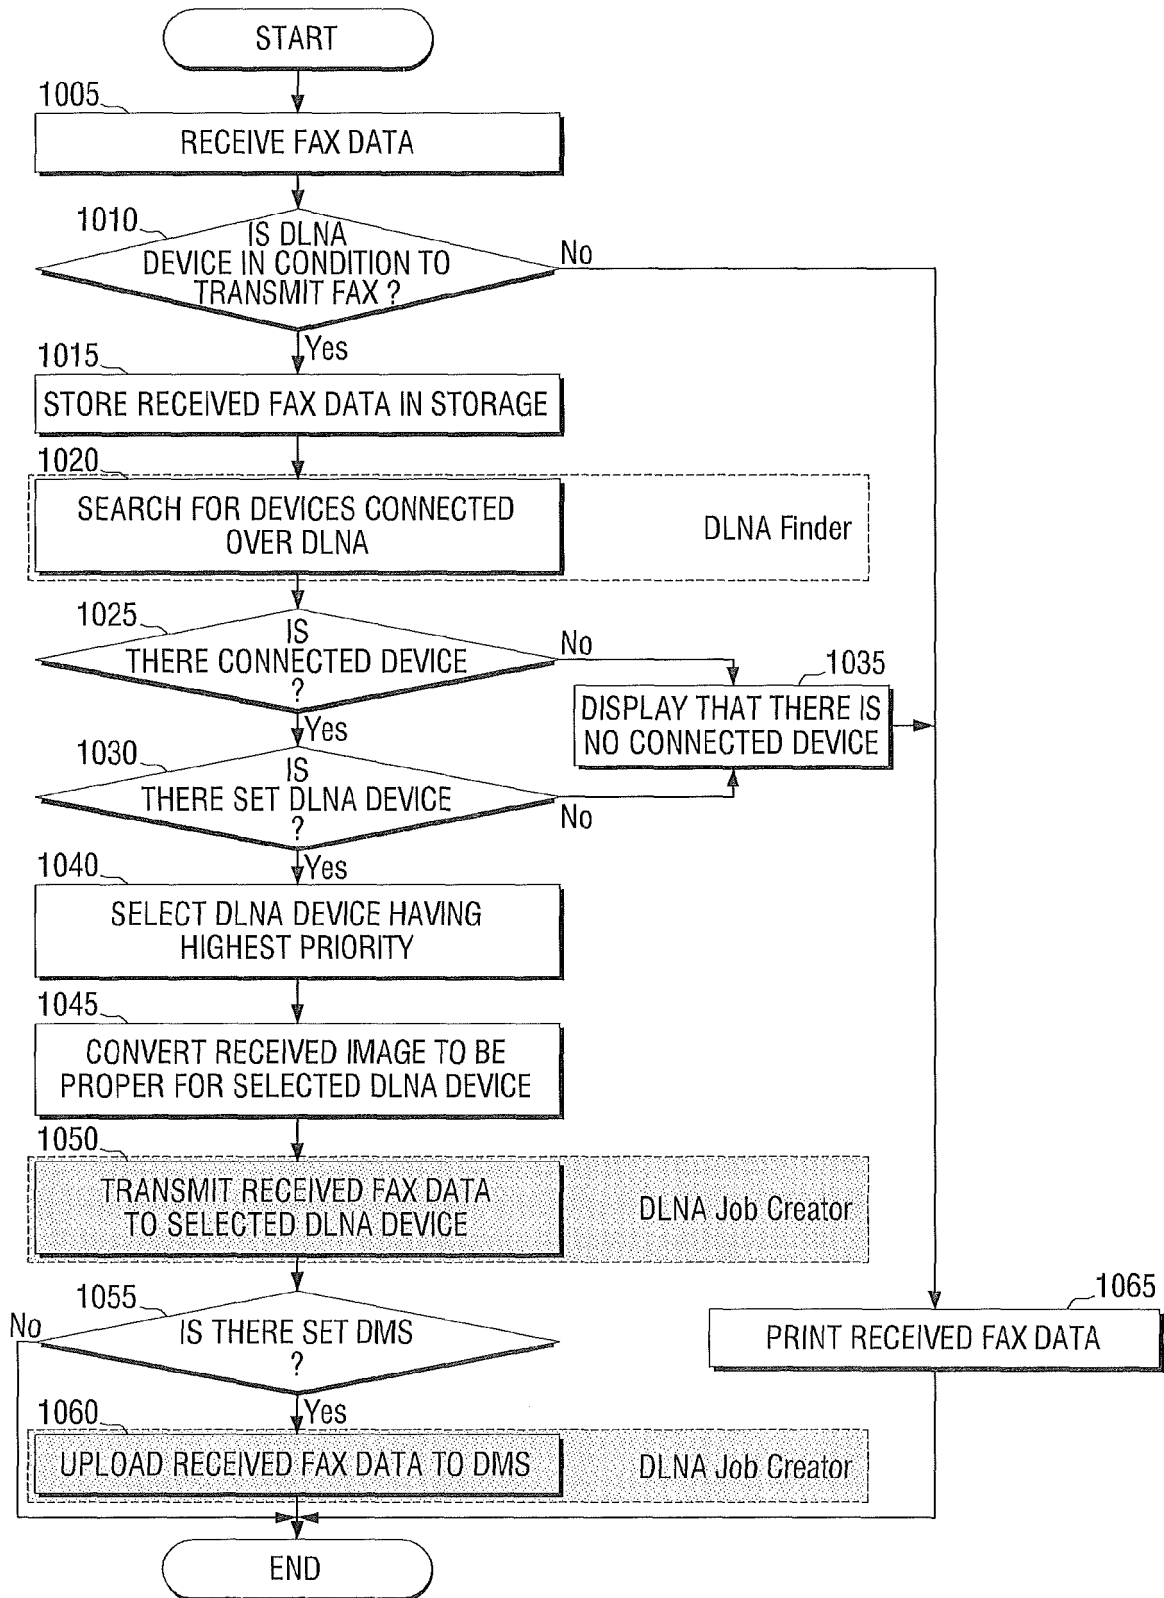 START
1005
RECEIVE FAX DATA
1010
IS DLNA
DEVICE IN CONDITION TO
TRANSMIT FAX ?
No
Yes
1015
STORE RECEIVED FAX DATA IN STORAGE
1020
SEARCH FOR DEVICES CONNECTED
OVER DLNA
DLNA Finder
1025
IS
THERE CONNECTED DEVICE
?
No
Yes
1035
DISPLAY THAT THERE IS
NO CONNECTED DEVICE
1030
IS
THERE SET DLNA DEVICE
?
No
Yes
1040
SELECT DLNA DEVICE HAVING
HIGHEST PRIORITY
1045
CONVERT RECEIVED IMAGE TO BE
PROPER FOR SELECTED DLNA DEVICE
1050
TRANSMIT RECEIVED FAX DATA
TO SELECTED DLNA DEVICE
DLNA Job Creator
1055
No
IS THERE SET DMS
?
Yes
1065
PRINT RECEIVED FAX DATA
1060
UPLOAD RECEIVED FAX DATA TO DMS
DLNA Job Creator
END